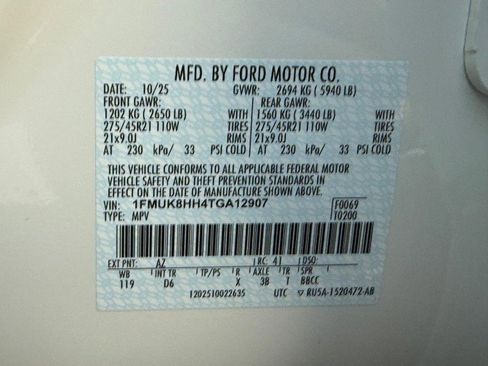 MFD. BY FORD MOTOR CO.
DATE: 10/25 GVWR: 2694 KG ( 5940 LB)
FRONT GAWR: REAR GAWR:
1202 KG ( 2650 LB) WITH 1560 KG ( 3440 LB) WITH
275/45R21 110W TIRES 275/45R21 110W TIRES
21x9.0J RIMS 21x9.0J RIMS
AT 230 kPa/ 33 PSI COLD AT 230 kPa/ 33 PSI COLD
THIS VEHICLE CONFORMS TO ALL APPLICABLE FEDERAL MOTOR
VEHICLE SAFETY AND THEFT PREVENTION STANDARDS IN
EFFECT ON THE DATE OF MANUFACTURE SHOWN ABOVE.
VIN: 1FMUK8HH4TGA12907 F0069
TYPE: MPV T0200
EXT PNT: AZ RC: 41 DSO:
WB INT TR TP/PS R AXLE TR SPR
119 D6 X 3B T BBCC
1202510022635 UTC RU5A-1520472-AB